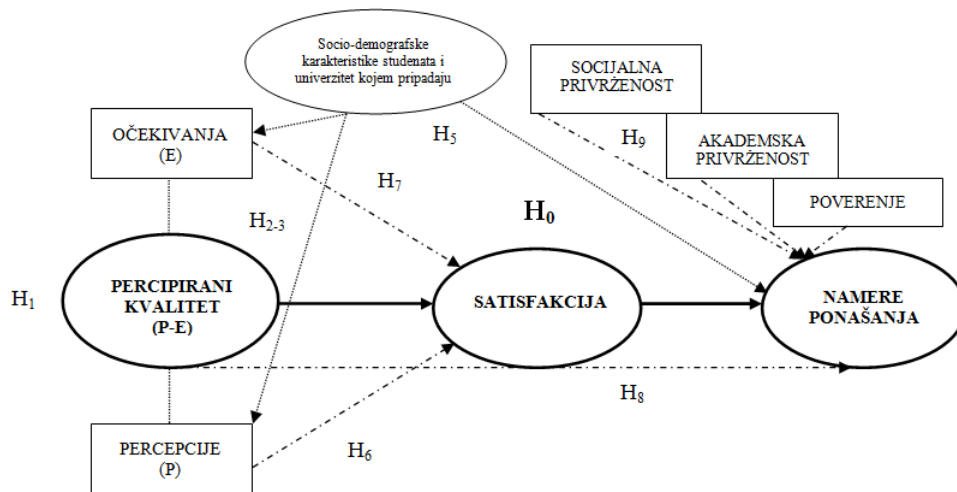 Socio-demografske
karakteristike studenata i
univerzitet kojem pripadaju
SOCIJALNA
PRIVRŽENOST
OČEKIVANJA
(E)
H5
H9
AKADEMSKA
PRIVRŽENOST
H7
POVERENJE
H2-3
H0
H1
PERCIPIRANI
KVALITET
(P-E)
SATISFAKCIJA
NAMERE
PONAŠANJA
H8
PERCEPCIJE
(P)
H6